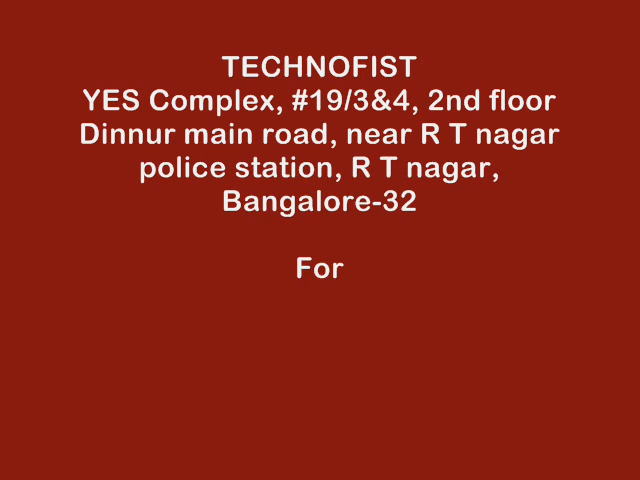 TECHNOFIST
YES Complex, #19/3&4, 2nd floor
Dinnur main road, near R T nagar
police station, R T nagar,
Bangalore-32
For